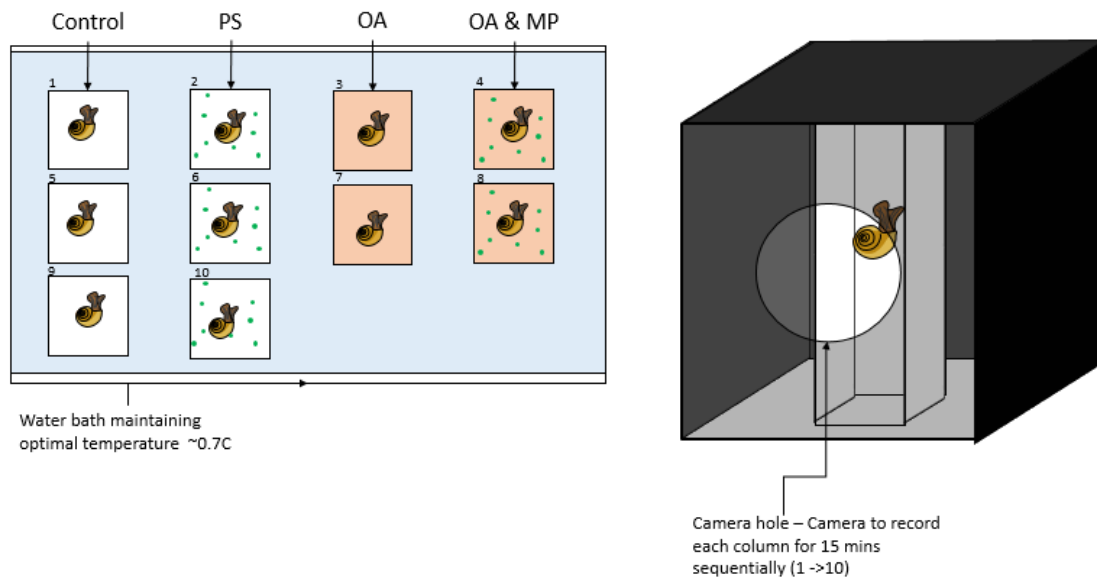 Control PS OA OA & MP
1 2 3 4
5 6 7 8
9 10
Water bath maintaining
optimal temperature ~0.7C
Camera hole – Camera to record
each column for 15 mins
sequentially (1 ->10)